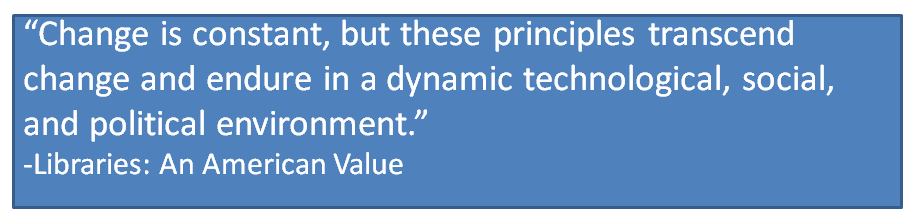 “Change is constant, but these principles transcend
change and endure in a dynamic technological, social,
and political environment.”
-Libraries: An American Value